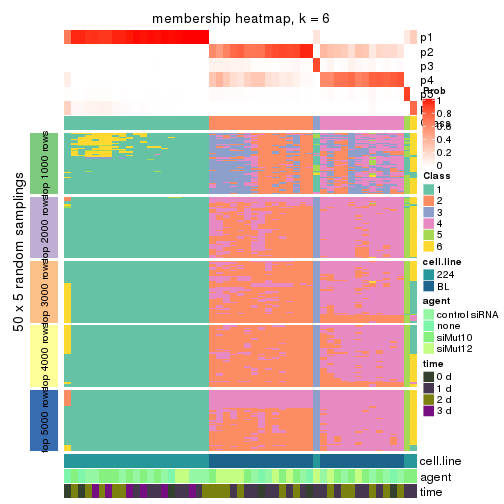 membership heatmap, k = 6
p1
p2
p3
p4
Prob
1
0.8
0.6
0.4
0.2
0
Class
1
2
3
4
5
6
cell.line
224
BL
agent
control siRNA
none
siMut10
siMut12
time
0 d
1 d
2 d
3 d
50 x 5 random samplings
top 1000 rows
top 2000 rows
top 3000 rows
top 4000 rows
top 5000 rows
cell.line
agent
time